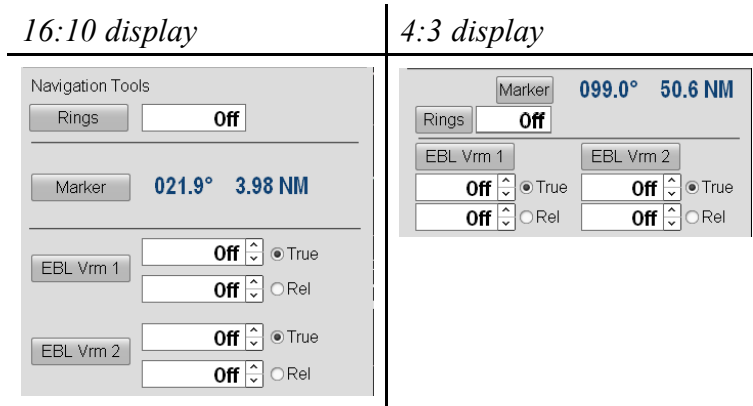 16:10 display
4:3 display
Navigation Tools
Rings Off
Marker 021.9° 3.98 NM
EBL Vrm 1
Off True
Off Rel
EBL Vrm 2
Off True
Off Rel
Marker 099.0° 50.6 NM
Rings Off
EBL Vrm 1 EBL Vrm 2
Off True Off True
Off Rel Off Rel